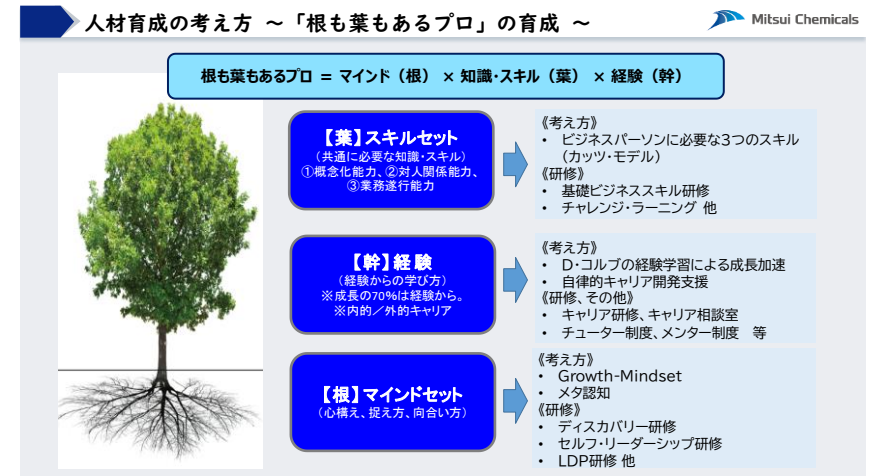 人材育成の考え方 ～「根も葉もあるプロ」の育成 ～
Mitsui Chemicals
根も葉もあるプロ = マインド（根）× 知識・スキル（葉）× 経験（幹）
【葉】スキルセット
（共通に必要な知識・スキル）
①概念化能力、②対人関係能力、
③業務遂行能力
《考え方》
• ビジネスパーソンに必要な3つのスキル
（カッツ・モデル）
《研修》
• 基礎ビジネススキル研修
• チャレンジ・ラーニング 他
【幹】経験
（経験からの学び方）
※成長の70%は経験から。
※内的／外的キャリア
《考え方》
• D・コルブの経験学習による成長加速
• 自律的キャリア開発支援
《研修、その他》
• キャリア研修、キャリア相談室
• チューター制度、メンター制度　等
【根】マインドセット
（心構え、捉え方、向合い方）
《考え方》
• Growth-Mindset
• メタ認知
《研修》
• ディスカバリー研修
• セルフ・リーダーシップ研修
• LDP研修 他